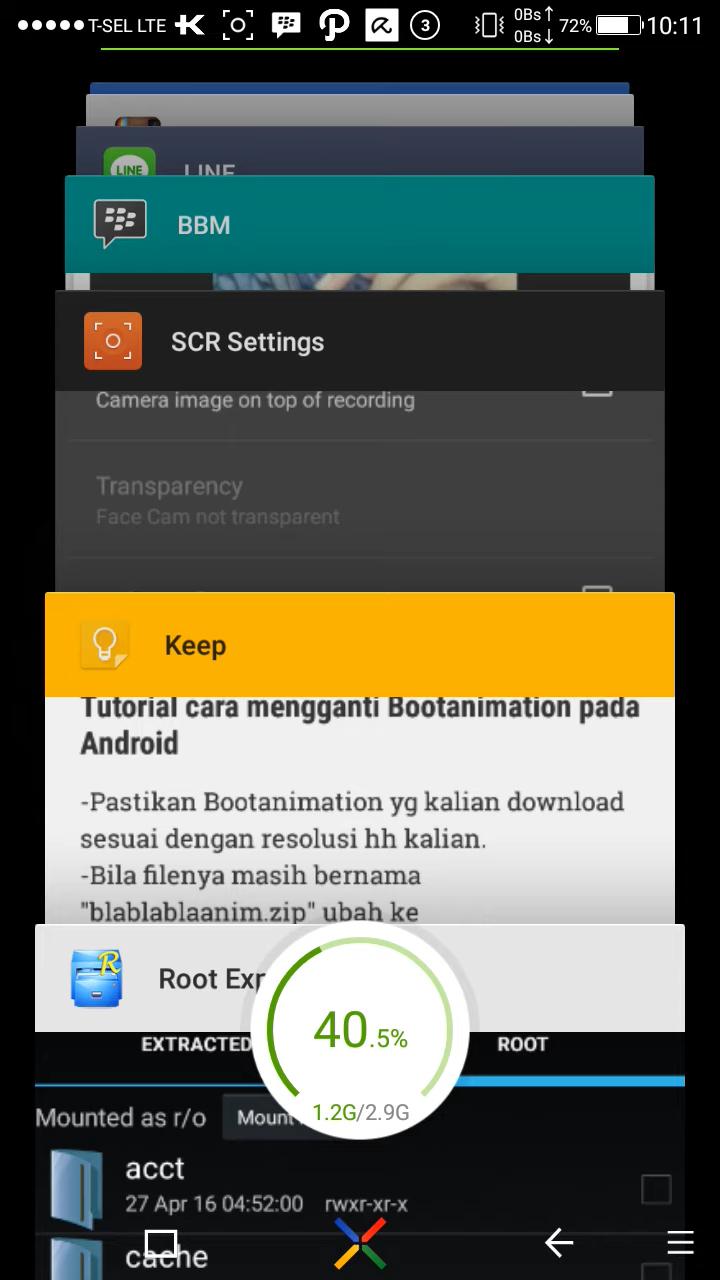 T-SEL LTE 3 0Bs↑ 72% 10:11
0Bs↓
LINE
LINE
BBM
SCR Settings
Camera image on top of recording
Transparency
Face Cam not transparent
Keep
Tutorial cara mengganti Bootanimation pada
Android
-Pastikan Bootanimation yg kalian download
sesuai dengan resolusi hh kalian.
-Bila filenya masih bernama
"blablablaanim.zip" ubah ke
R
Root Exp
40.5%
1.2G/2.9G
EXTRACTED ROOT
Mounted as r/o Mount
acct
27 Apr 16 04:52:00 rwxr-xr-x
cache